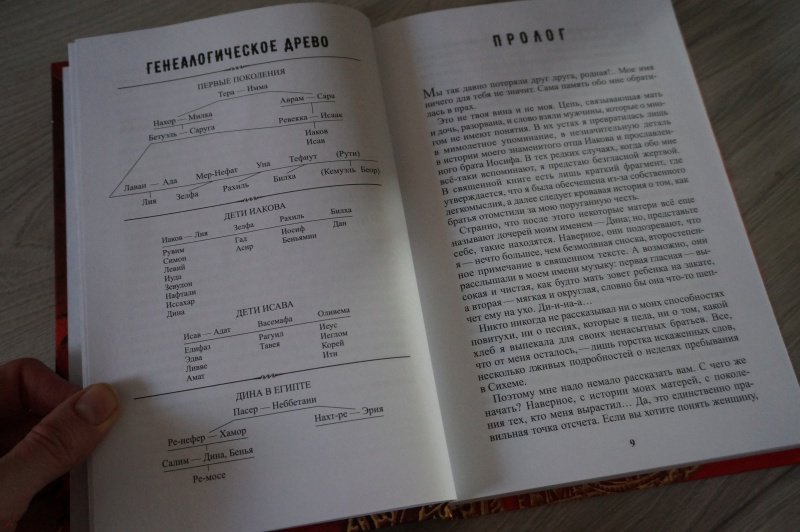 ГЕНЕАЛОГИЧЕСКОЕ ДРЕВО
ПЕРВЫЕ ПОКОЛЕНИЯ
Тера — Имма
Нахор — Милка
Аврам — Сара
Бетуэль — Саруга
Ревекка — Исаак
Иаков
Исав
Лаван — Ада
Мер-Нефат
Уна
Тефнут
(Рути)
Лия
Зелфа
Рахиль
Билха
(Кемуэль
Беор)
ДЕТИ ИАКОВА
Иаков — Лия
Зелфа
Рахиль
Билха
Рувим
Гад
Иосиф
Дан
Симон
Асир
Беньямин
Левий
Иуда
Зевулон
Нафтали
Иссахар
Дина
ДЕТИ ИСАВА
Исав — Адат
Васемафа
Оливема
Елифаз
Рагуил
Иеус
Эдва
Тавея
Иеглом
Ливве
Корей
Амат
Ити
ДИНА В ЕГИПТЕ
Пасер — Неббетани
Нахт-ре — Эрия
Ре-нефер — Хамор
Салим — Дина, Бенья
Ре-мосе
ПРОЛОГ
Мы так давно потеряли друг друга, родная!.. Мое имя
ничего для тебя не значит. Сама память обо мне обрати-
лась в прах.
Это не твоя вина и не моя. Цепь, связывающая мать
и дочь, разорвана, и слово взяли мужчины, которые о мно-
гом не имеют понятия. В их устах я превратилась лишь
в мимолетное упоминание, в незначительную деталь
в истории моего знаменитого отца Иакова и прославлен-
ного брата Иосифа. В тех редких случаях, когда обо мне
всё-таки вспоминают, я предстаю безгласной жертвой.
В священной книге есть лишь краткий фрагмент, где
утверждается, что я была обесчещена из-за собственного
легкомыслия, а далее следует кровавая история о том, как
братья отомстили за мою поруганную честь.
Странно, что после этого некоторые матери всё еще
называют дочерей моим именем — Дина; но, представьте
себе, такие находятся. Наверное, они подозревают, что
я — нечто большее, чем безмолвная сноска, второстепен-
ное примечание в священном тексте. А возможно, они
расслышали в моем имени музыку: первая гласная — вы-
сокая и чистая, как будто мать зовет ребенка на закате,
а вторая — мягкая и округлая, словно бы она что-то шеп-
чет ему на ухо. Ди-и-на-а...
Никто никогда не рассказывал ни о моих способностях
повитухи, ни о песнях, которые я пела, ни о том, какой
хлеб я выпекала для своих ненасытных братьев. Все,
что от меня осталось, — лишь горстка искаженных слов,
несколько лживых подробностей о неделях пребывания
в Сихеме.
Поэтому мне надо немало рассказать вам. С чего же
начать? Наверное, с истории моих матерей, с поколе-
ния тех, кто меня вырастил... Да, это единственно пра-
вильная точка отсчета. Если вы хотите понять женщину,
9